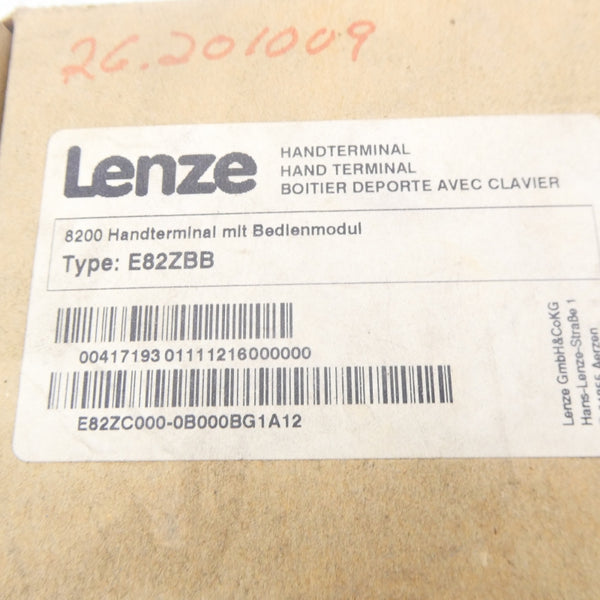 26.201009
Lenze
HANDTERMINAL
HAND TERMINAL
BOITIER DEPORTE AVEC CLAVIER
8200 Handterminal mit Bedienmodul
Type: E82ZBB
00417193 01111216000000
E82ZC000-0B000BG1A12
Lenze GmbH&CoKG
Hans-Lenze-Straße 1
Aerzen